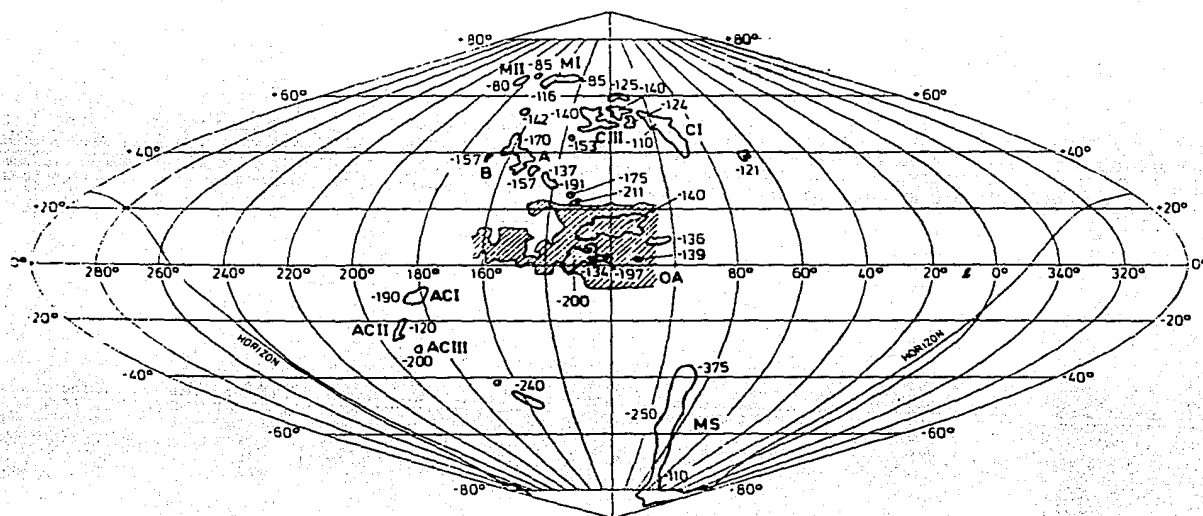 +80° +80°
-85 MI
MII
-80 -85 -125 -140
+60° -116 +60°
-124
-142 -140
CI
-170 CIII -110
-153
+40° -157 A -121 +40°
B -157 -137
-191 -175
-211 -140
+20° +20°
-136
-139
0° -134 -197 OA 0°
280° 260° 240° 220° 200° 180° 160° 80° 60° 40° 20° 0° 340° 320°
-200
-190 ACI
-20° ACII -120 -20°
ACIII
HORIZON HORIZON
-200
-375
-40° -240 -40°
-250
MS
-60° -60°
-110
-80° -80°